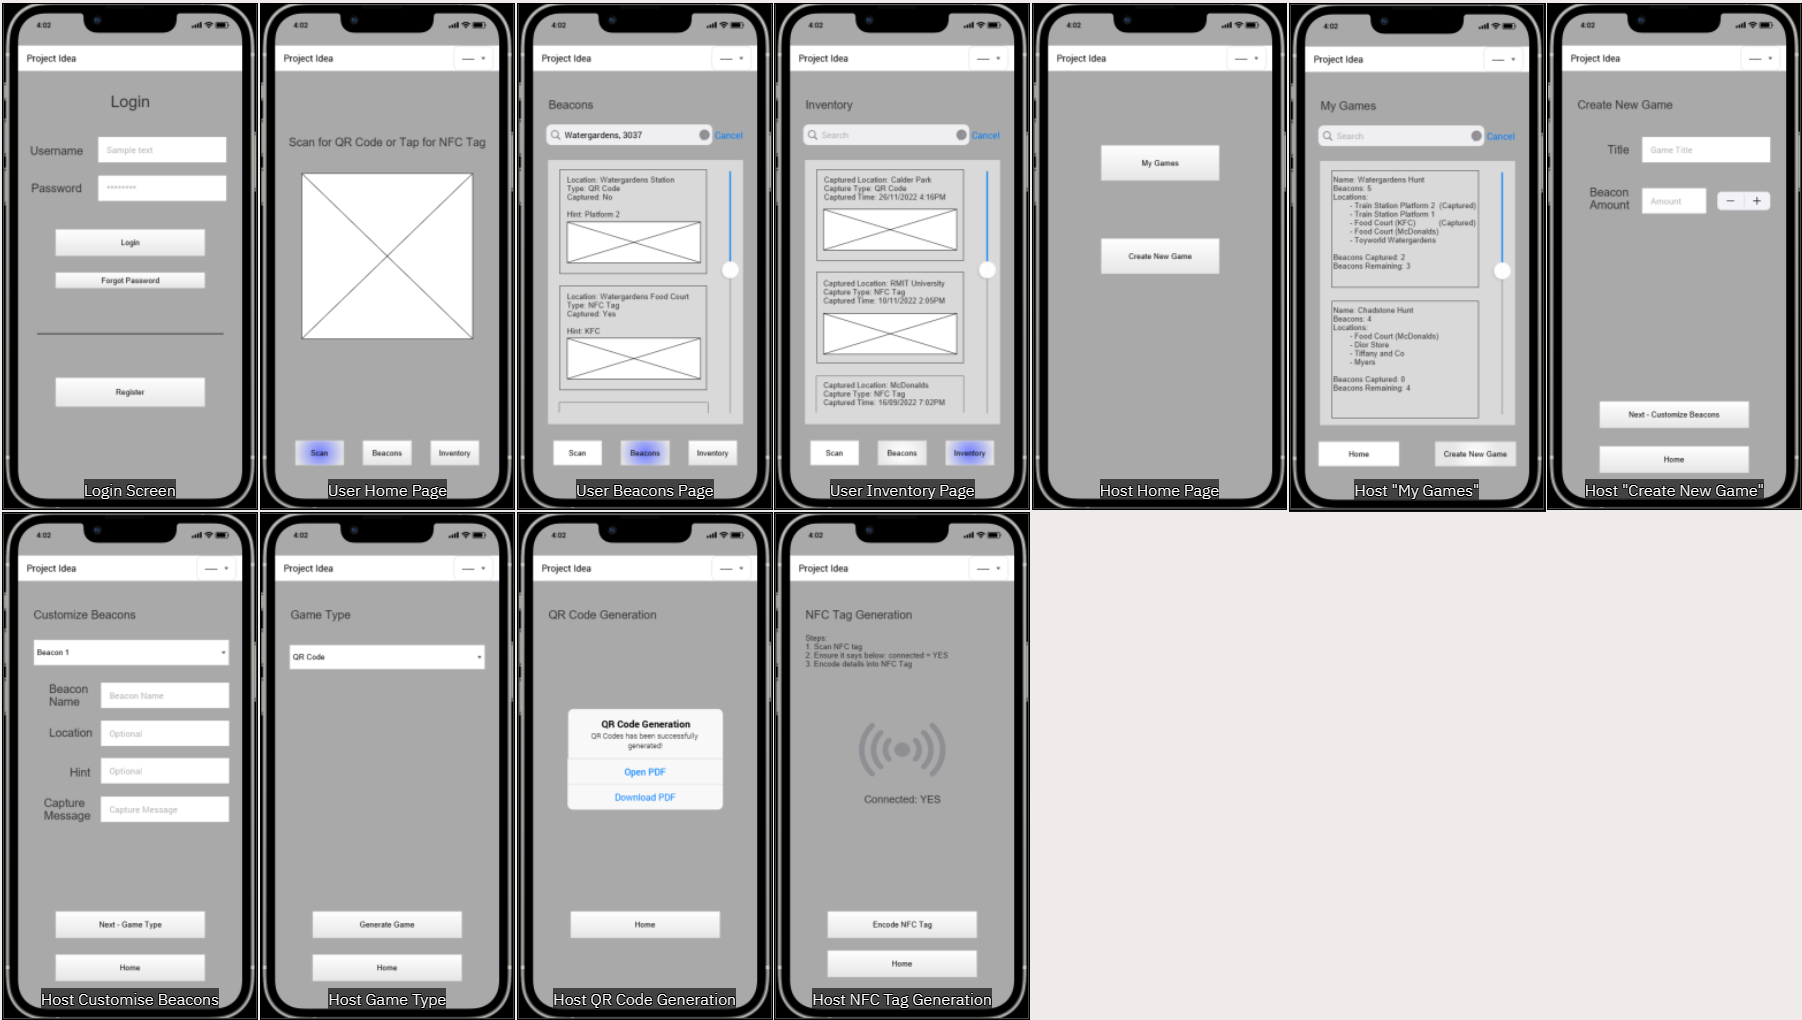 4:02
Project Idea
Login
Username
Sample text
Password
********
Login
Forgot Password
Register
Login Screen
4:02
Project Idea
Scan for QR Code or Tap for NFC Tag
Scan
Beacons
Inventory
User Home Page
4:02
Project Idea
Beacons
Watergardens, 3037
Cancel
Location: Watergardens Station
Type: QR Code
Captured: No
Hint: Platform 2
Location: Watergardens Food Court
Type: NFC Tag
Captured: Yes
Hint: KFC
Scan
Beacons
Inventory
User Beacons Page
4:02
Project Idea
Inventory
Search
Cancel
Captured Location: Calder Park
Capture Type: QR Code
Captured Time: 26/11/2022 4:16PM
Captured Location: RMIT University
Capture Type: NFC Tag
Captured Time: 10/11/2022 2:05PM
Captured Location: McDonalds
Capture Type: NFC Tag
Captured Time: 16/09/2022 7:02PM
Scan
Beacons
Inventory
User Inventory Page
4:02
Project Idea
My Games
Create New Game
Host Home Page
4:02
Project Idea
My Games
Search
Cancel
Name: Watergardens Hunt
Beacons: 5
Locations:
- Train Station Platform 2 (Captured)
- Train Station Platform 1
- Food Court (KFC) (Captured)
- Food Court (McDonalds)
- Toyworld Watergardens
Beacons Captured: 2
Beacons Remaining: 3
Name: Chadstone Hunt
Beacons: 4
Locations:
- Food Court (McDonalds)
- Dior Store
- Tiffany and Co
- Myers
Beacons Captured: 0
Beacons Remaining: 4
Home
Create New Game
Host "My Games"
4:02
Project Idea
Create New Game
Title
Game Title
Beacon
Amount
Amount
− +
Next - Customize Beacons
Home
Host "Create New Game"
4:02
Project Idea
Customize Beacons
Beacon 1
Beacon
Name
Beacon Name
Location
Optional
Hint
Optional
Capture
Message
Capture Message
Next - Game Type
Home
Host Customise Beacons
4:02
Project Idea
Game Type
QR Code
Generate Game
Home
Host Game Type
4:02
Project Idea
QR Code Generation
QR Code Generation
QR Codes has been successfully
generated!
Open PDF
Download PDF
Home
Host QR Code Generation
4:02
Project Idea
NFC Tag Generation
Steps:
1. Scan NFC tag
2. Ensure it says below: connected = YES
3. Encode details into NFC Tag
Connected: YES
Encode NFC Tag
Home
Host NFC Tag Generation